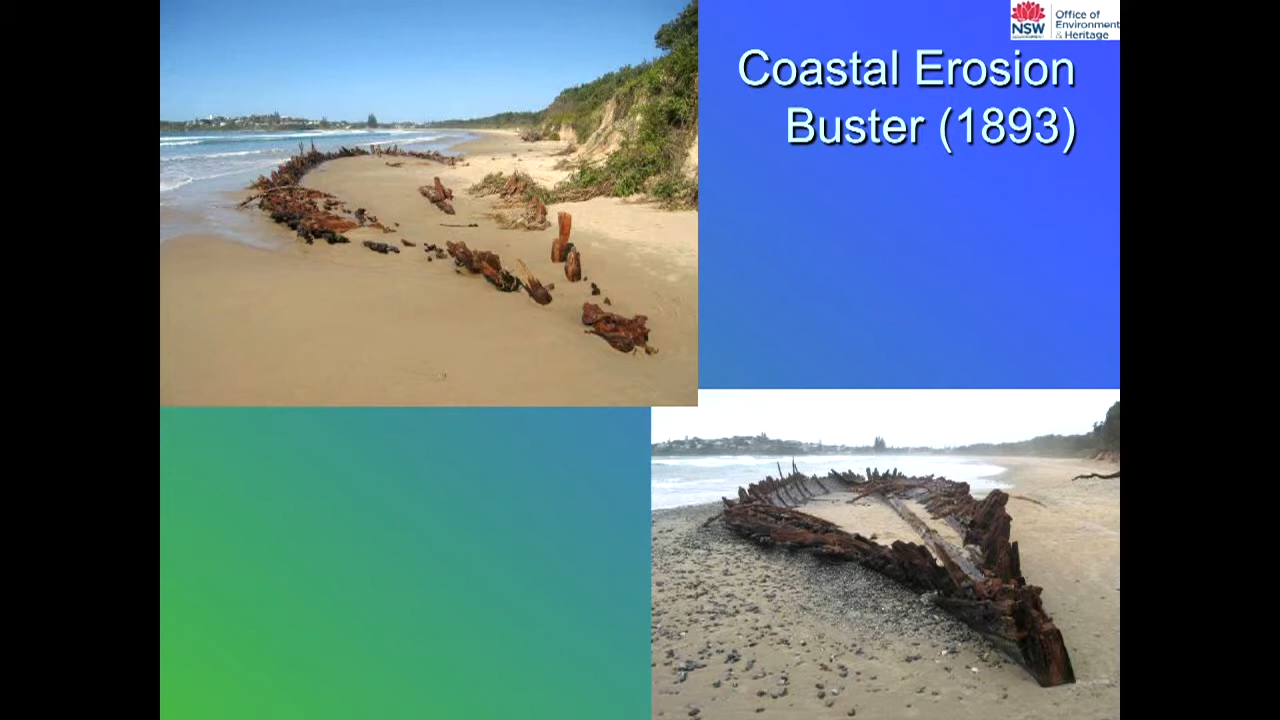 NSW
Office of
Environment
& Heritage
Coastal Erosion
Buster (1893)